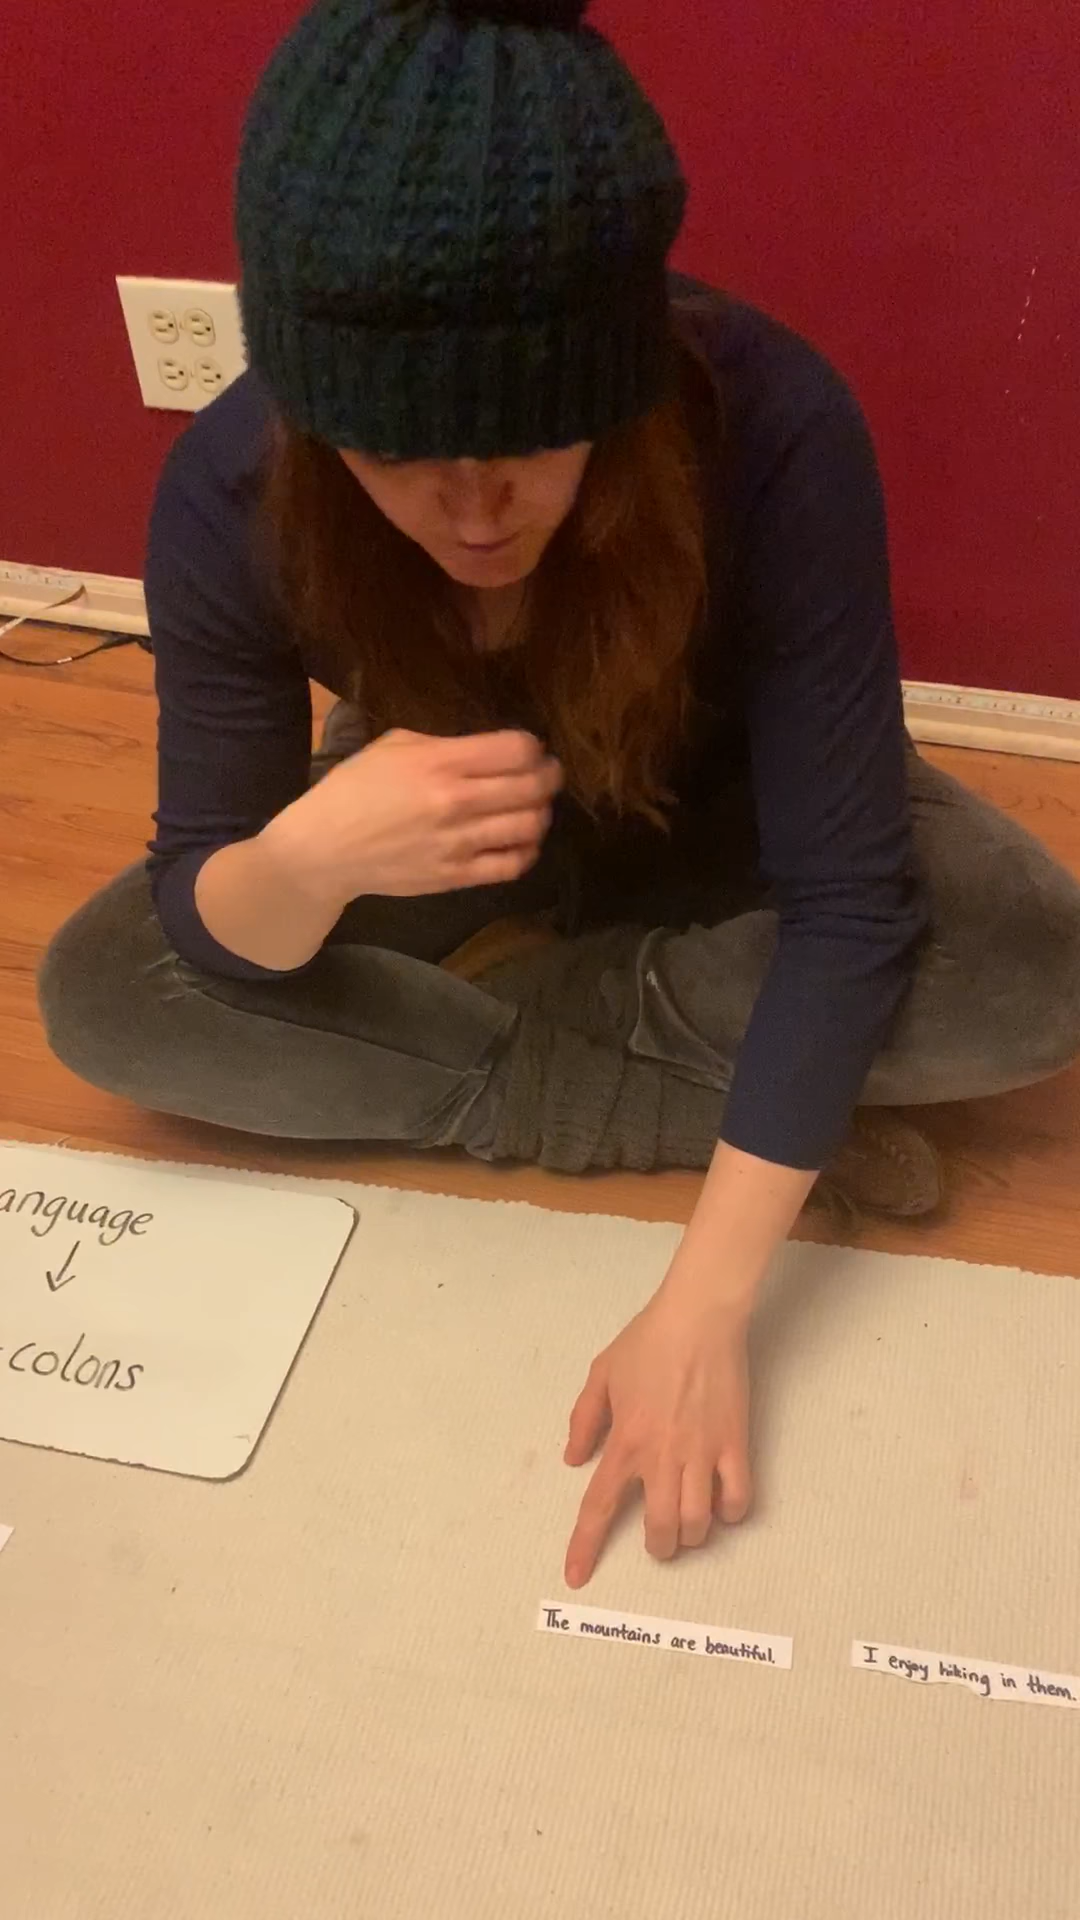 anguage
↓
-colons
The mountains are beautiful.
I enjoy hiking in them.